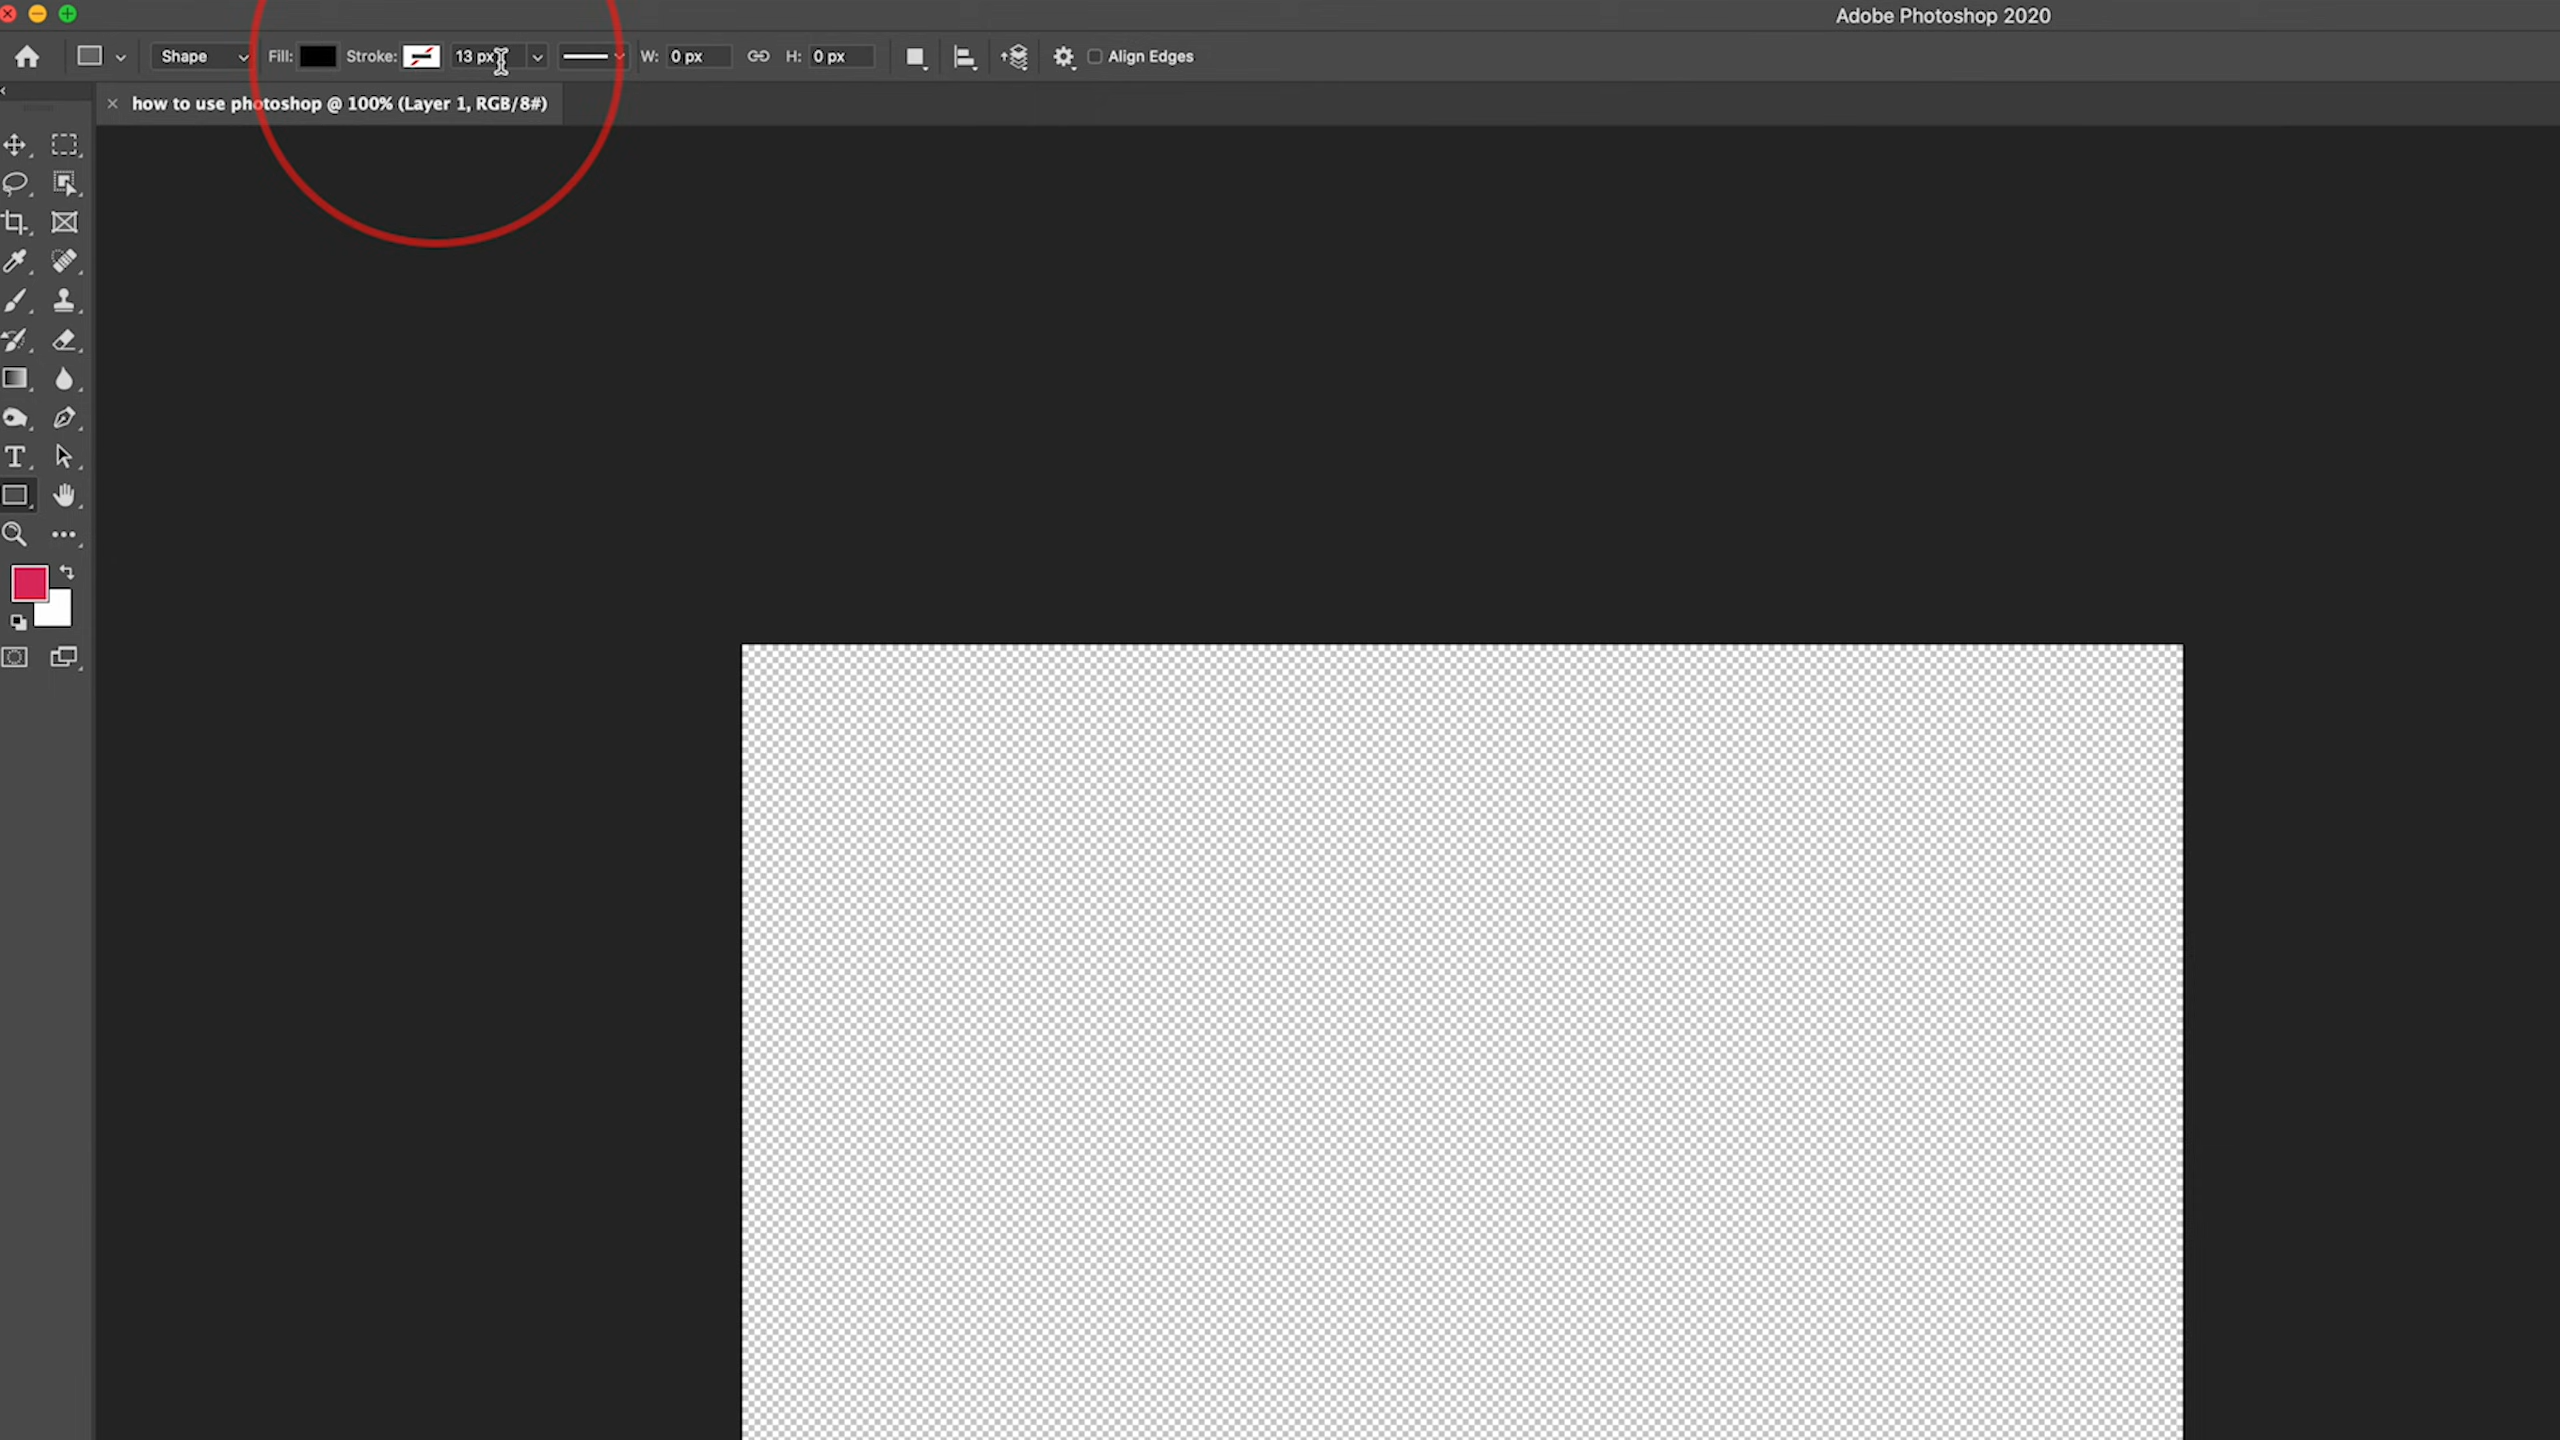 Adobe Photoshop 2020
Shape Fill: Stroke: 13 px W: 0 px H: 0 px Align Edges
how to use photoshop @ 100% (Layer 1, RGB/8#)